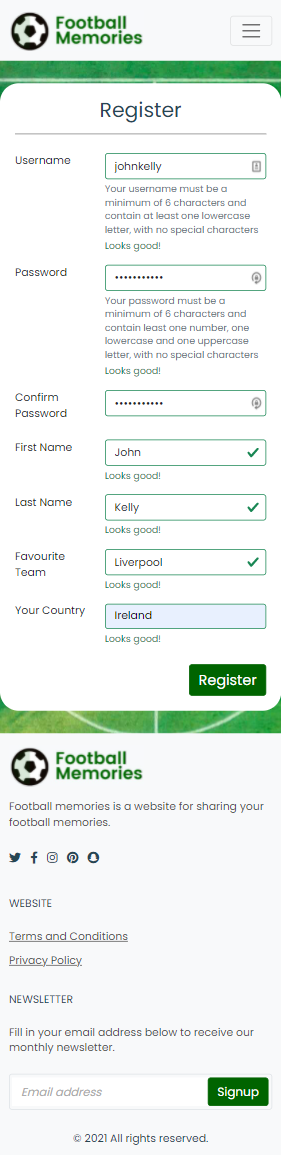 Football
Memories
Register
Username
johnkelly
Your username must be a
minimum of 6 characters and
contain at least one lowercase
letter, with no special characters
Looks good!
Password
•••••••••••
Your password must be a
minimum of 6 characters and
contain least one number, one
lowercase and one uppercase
letter, with no special characters
Looks good!
Confirm
Password
•••••••••••
First Name
John
Looks good!
Last Name
Kelly
Looks good!
Favourite
Team
Liverpool
Looks good!
Your Country
Ireland
Looks good!
Register
Football
Memories
Football memories is a website for sharing your
football memories.
WEBSITE
Terms and Conditions
Privacy Policy
NEWSLETTER
Fill in your email address below to receive our
monthly newsletter.
Email address
Signup
© 2021 All rights reserved.